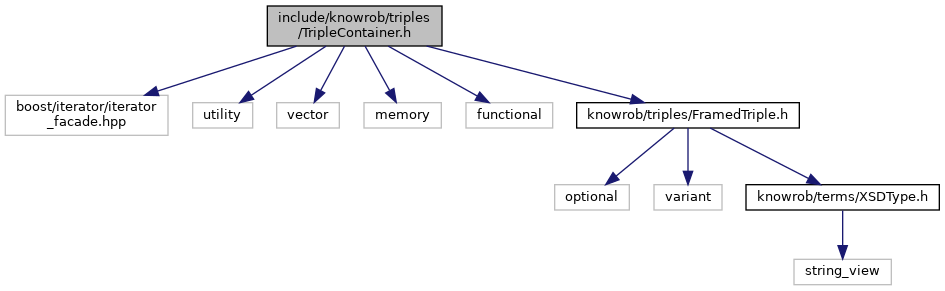 include/knowrob/triples
/TripleContainer.h
boost/iterator/iterator
_facade.hpp
utility
vector
memory
functional
knowrob/triples/FramedTriple.h
optional
variant
knowrob/terms/XSDType.h
string_view